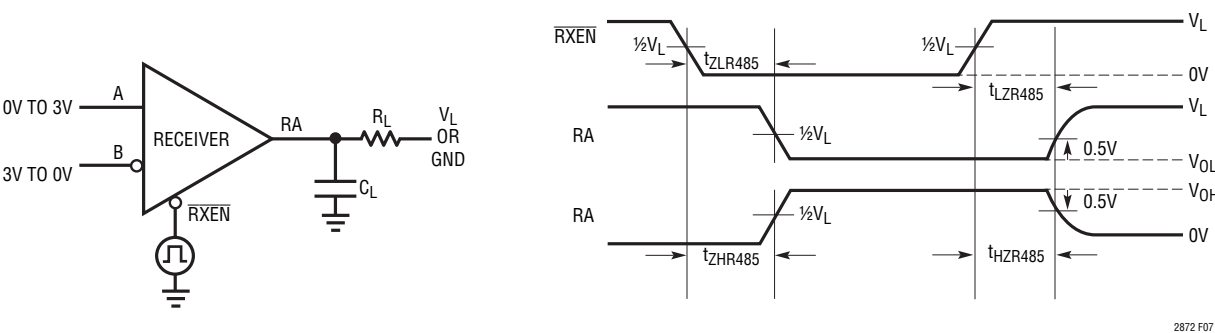 0V TO 3V
A
3V TO 0V
B
RECEIVER
RA
R_L
V_L
OR
GND
C_L
R̅X̅E̅N̅
R̅X̅E̅N̅
½V_L
t_ZLR485
½V_L
t_LZR485
V_L
0V
RA
½V_L
V_L
0.5V
V_OL
RA
½V_L
t_ZHR485
V_OH
0.5V
t_HZR485
0V
2872 F07